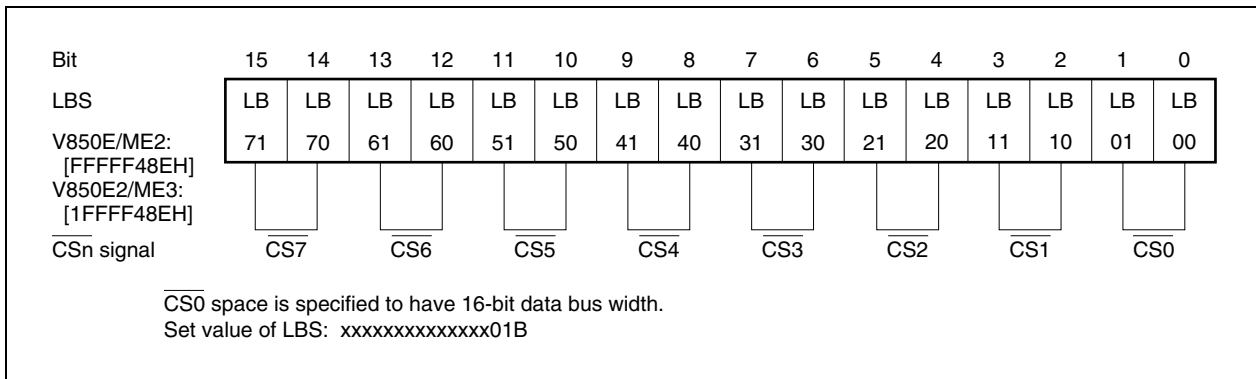 Bit 15 14 13 12 11 10 9 8 7 6 5 4 3 2 1 0
LBS LB LB LB LB LB LB LB LB LB LB LB LB LB LB LB LB
V850E/ME2: 71 70 61 60 51 50 41 40 31 30 21 20 11 10 01 00
[FFFFF48EH]
V850E2/ME3:
[1FFFF48EH]
CSn signal CS7 CS6 CS5 CS4 CS3 CS2 CS1 CS0
CS0 space is specified to have 16-bit data bus width.
Set value of LBS: xxxxxxxxxxxxxx01B